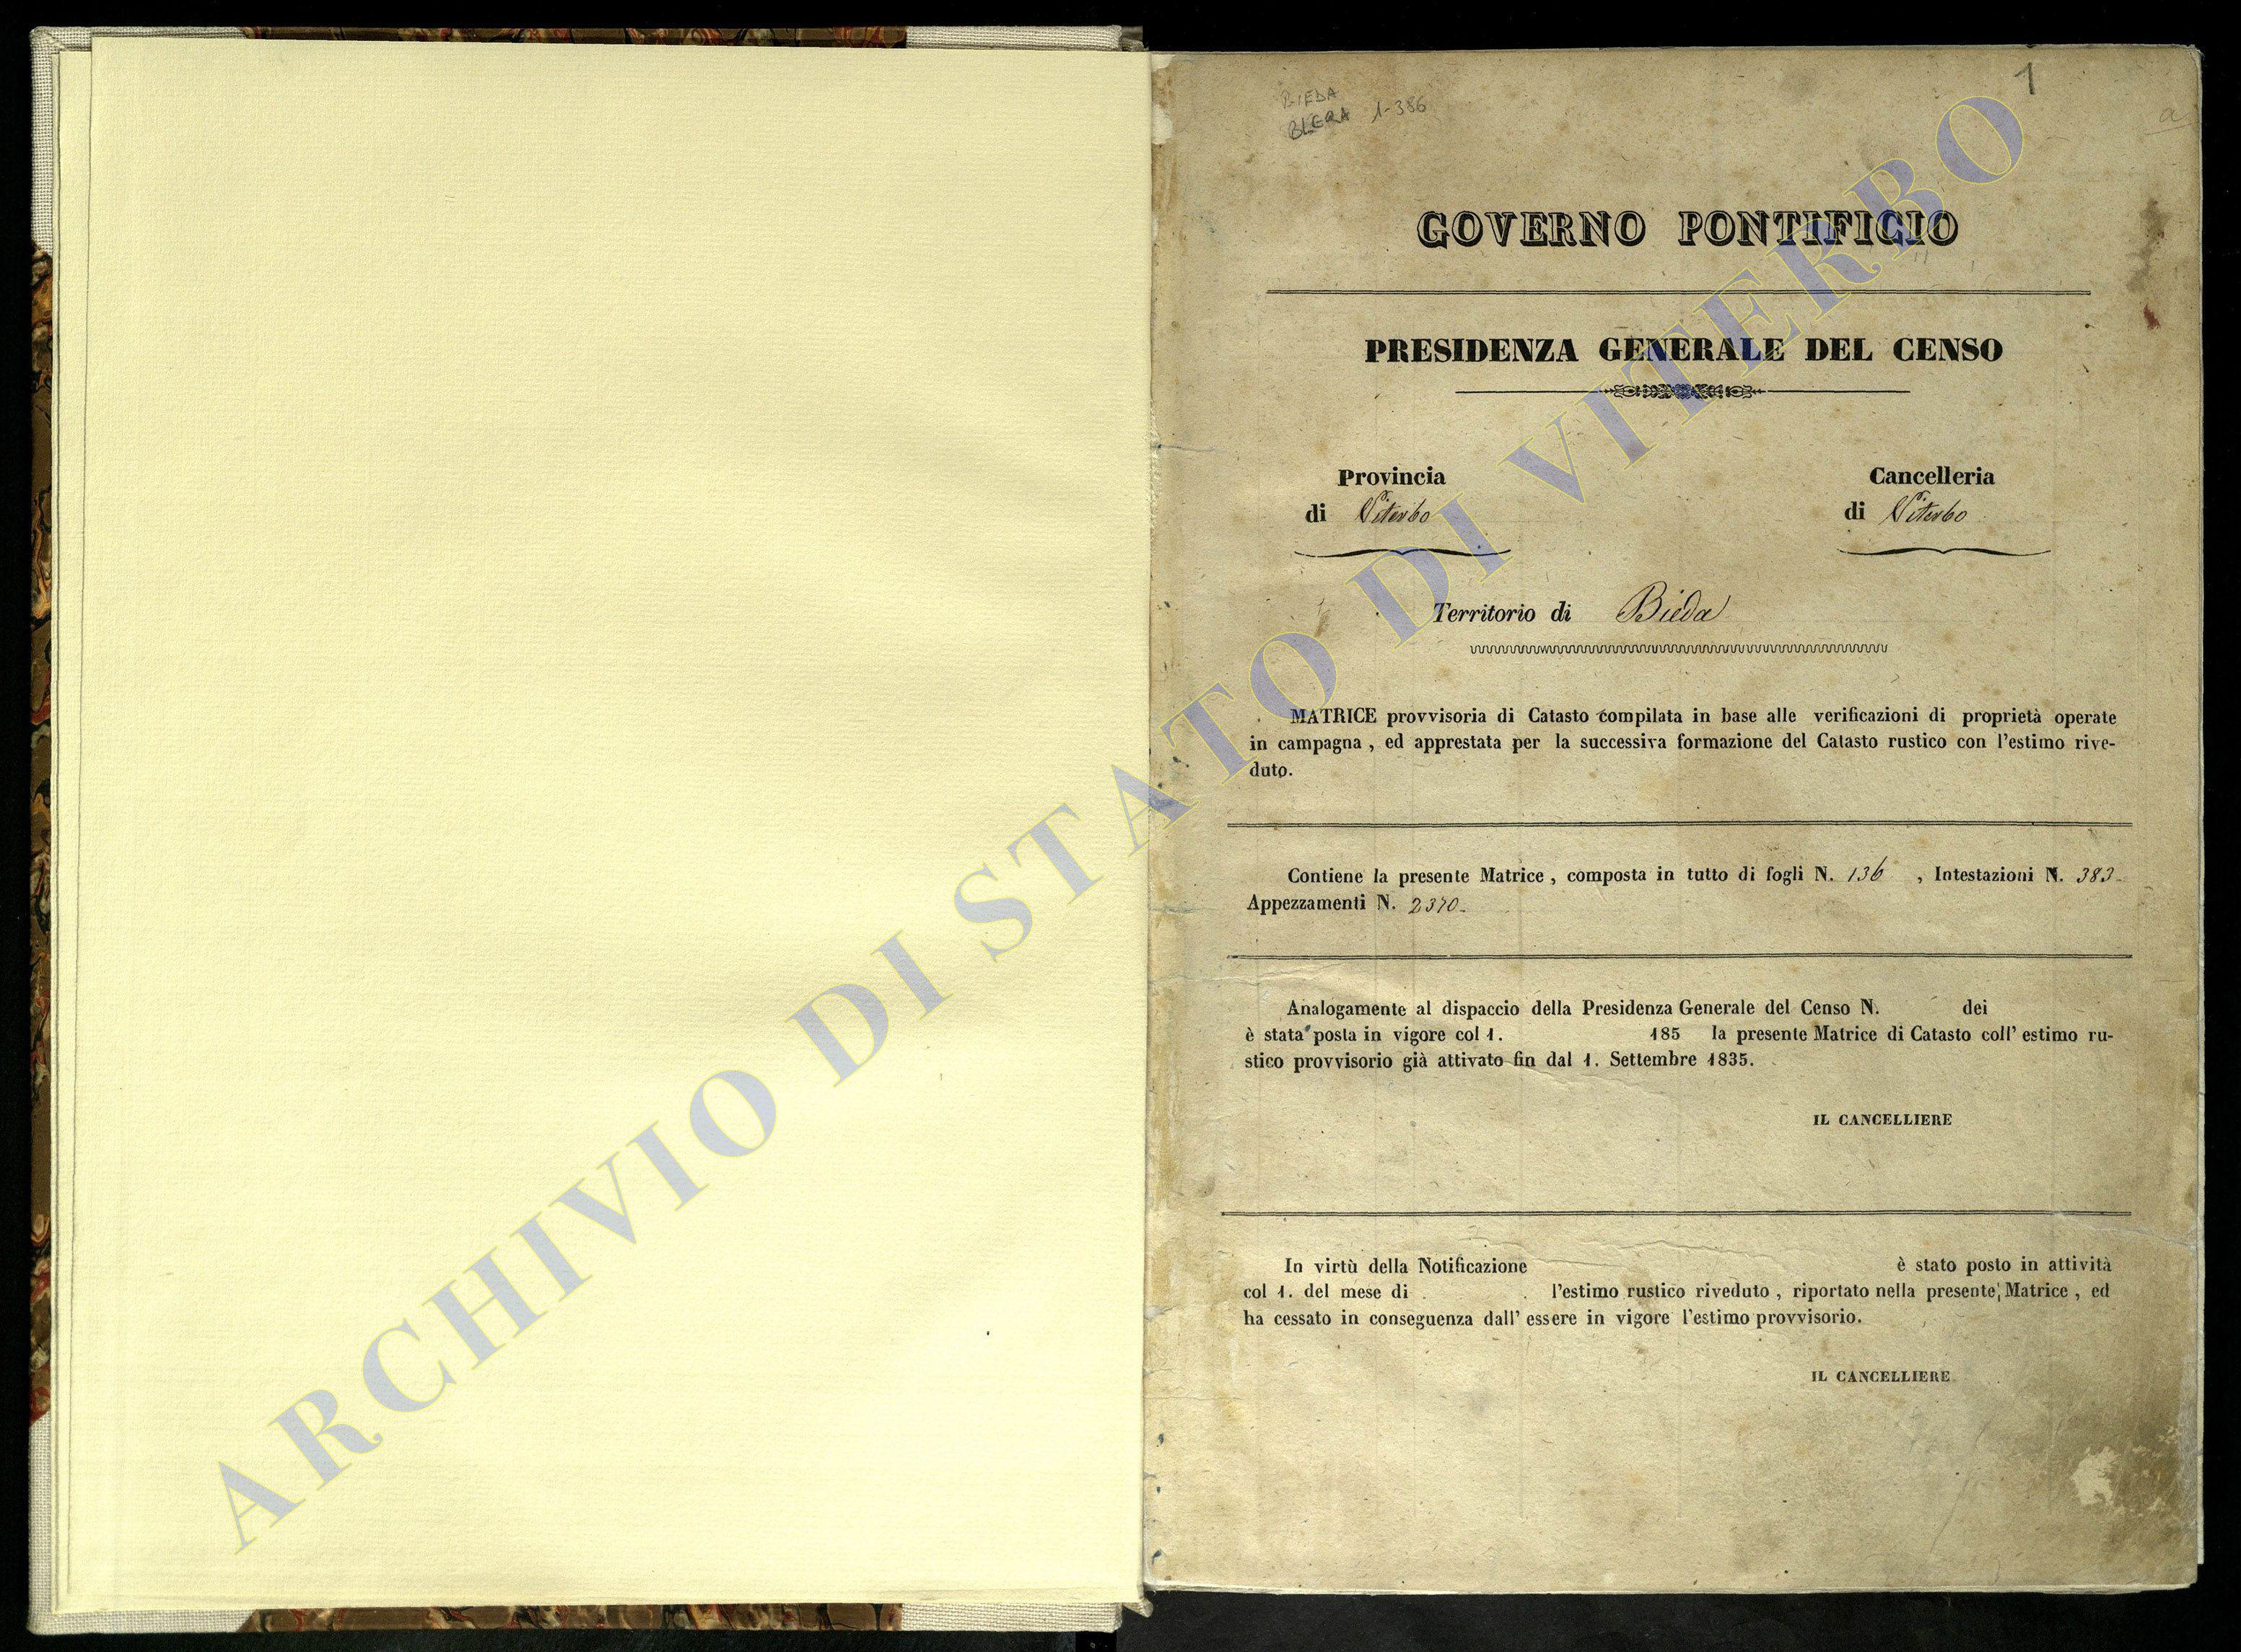 1
BIEDA
BLERA 1-386
a
GOVERNO PONTIFICIO
PRESIDENZA GENERALE DEL CENSO
Provincia
di Viterbo
Cancelleria
di Viterbo
Territorio di Bieda
MATRICE provvisoria di Catasto compilata in base alle verificazioni di proprietà operate
in campagna , ed apprestata per la successiva formazione del Catasto rustico con l'estimo rive-
duto.
Contiene la presente Matrice , composta in tutto di fogli N. 136 , Intestazioni N. 383-
Appezzamenti N. 2370-
Analogamente al dispaccio della Presidenza Generale del Censo N. dei
è stata posta in vigore col 1. 185 la presente Matrice di Catasto coll' estimo ru-
stico provvisorio già attivato fin dal 1. Settembre 1835.
IL CANCELLIERE
In virtù della Notificazione è stato posto in attività
col 1. del mese di l'estimo rustico riveduto , riportato nella presente Matrice , ed
ha cessato in conseguenza dall' essere in vigore l'estimo provvisorio.
IL CANCELLIERE
ARCHIVIO DI STATO DI VITERBO